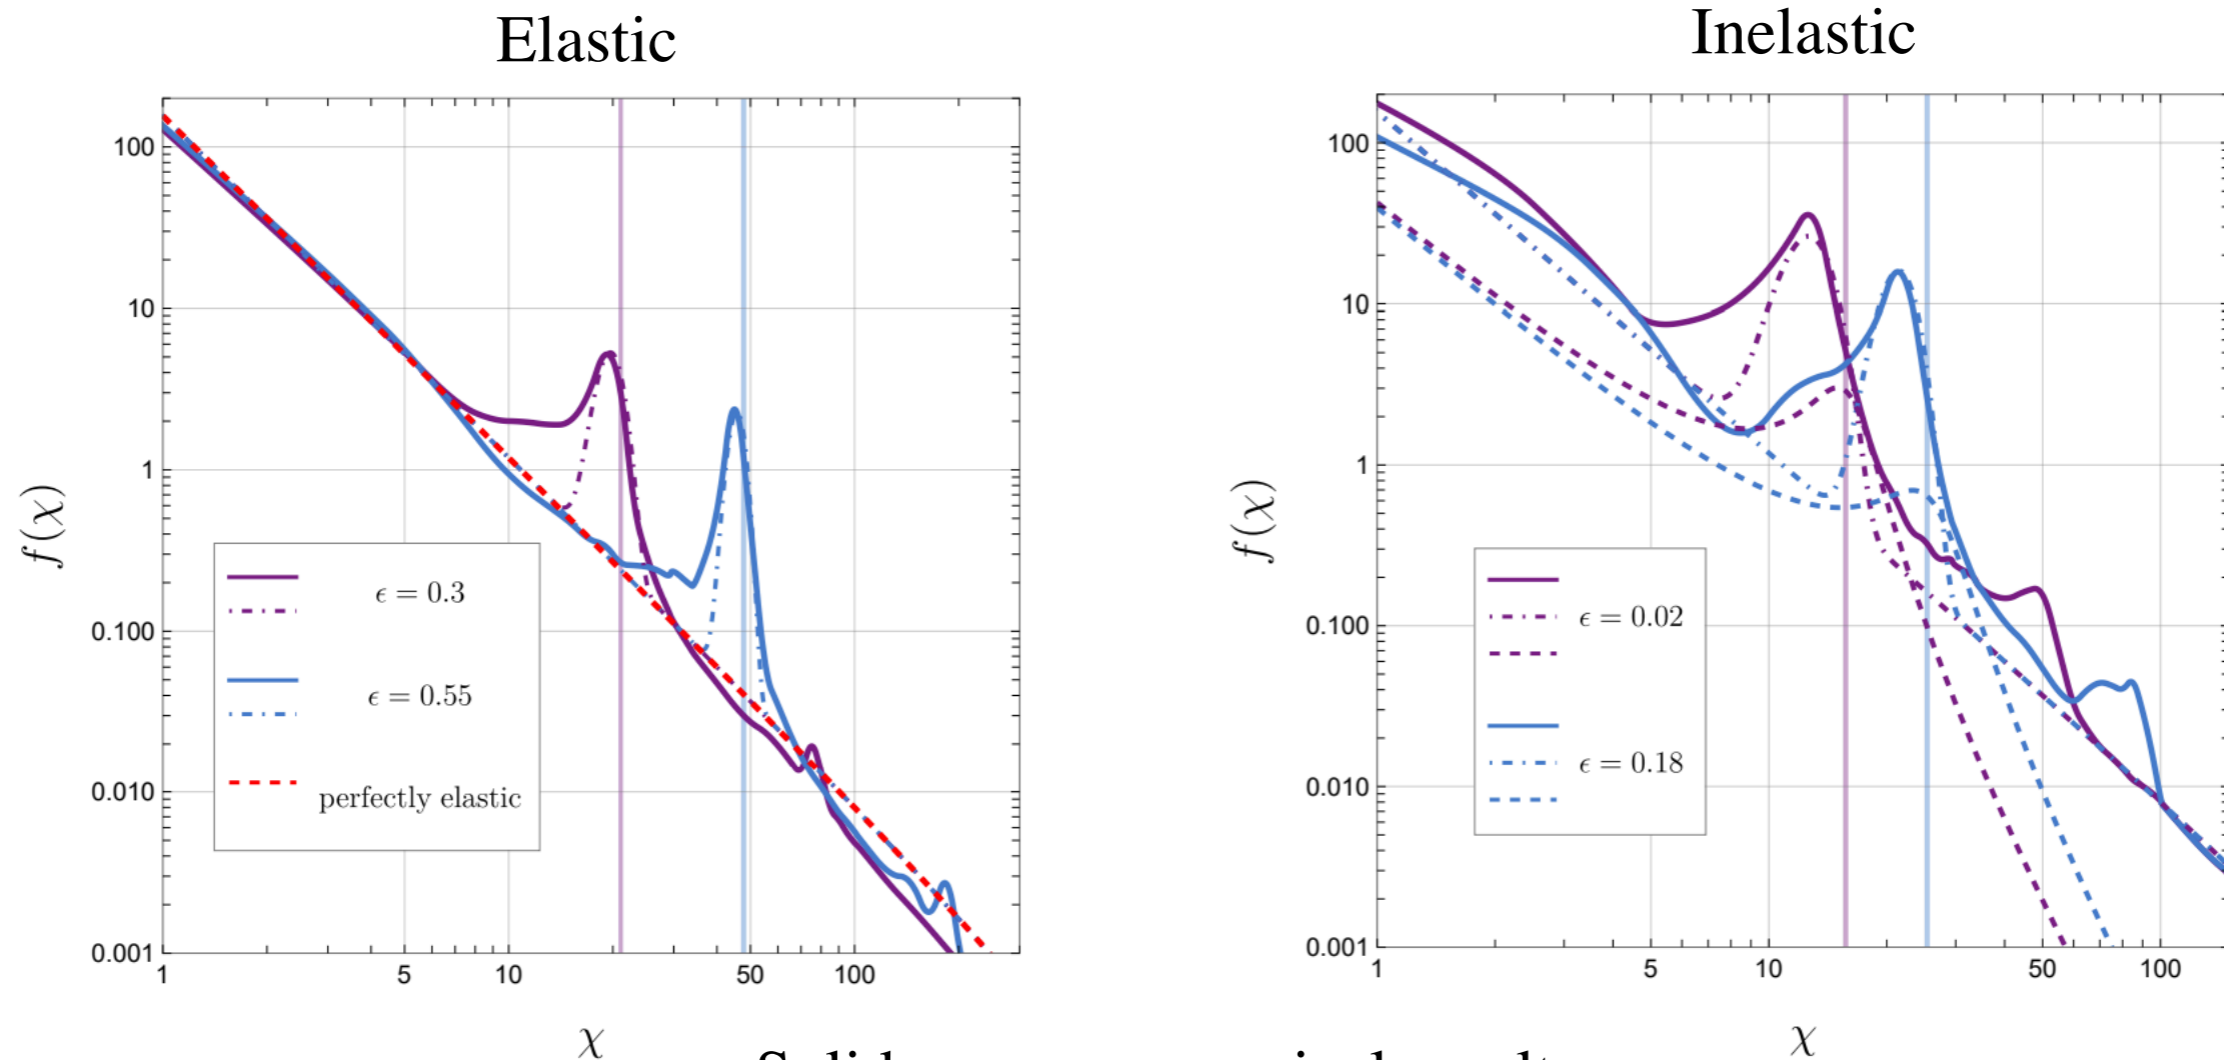 Elastic
f(χ)
100
10
1
0.100
0.010
0.001
1
5
10
50
100
χ
ϵ = 0.3
ϵ = 0.55
perfectly elastic
Inelastic
f(χ)
100
10
1
0.100
0.010
0.001
1
5
10
50
100
χ
ϵ = 0.02
ϵ = 0.18